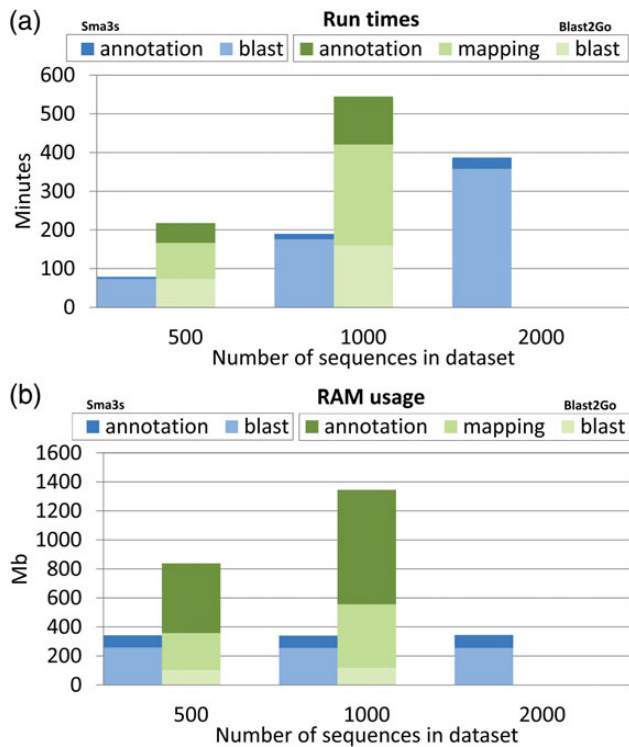 (a) Run times
Sma3s Blast2Go
annotation blast annotation mapping blast
600
500
400
300
200
100
0
Minutes
500 1000 2000
Number of sequences in dataset
(b) RAM usage
Sma3s Blast2Go
annotation blast annotation mapping blast
1600
1400
1200
1000
800
600
400
200
0
Mb
500 1000 2000
Number of sequences in dataset